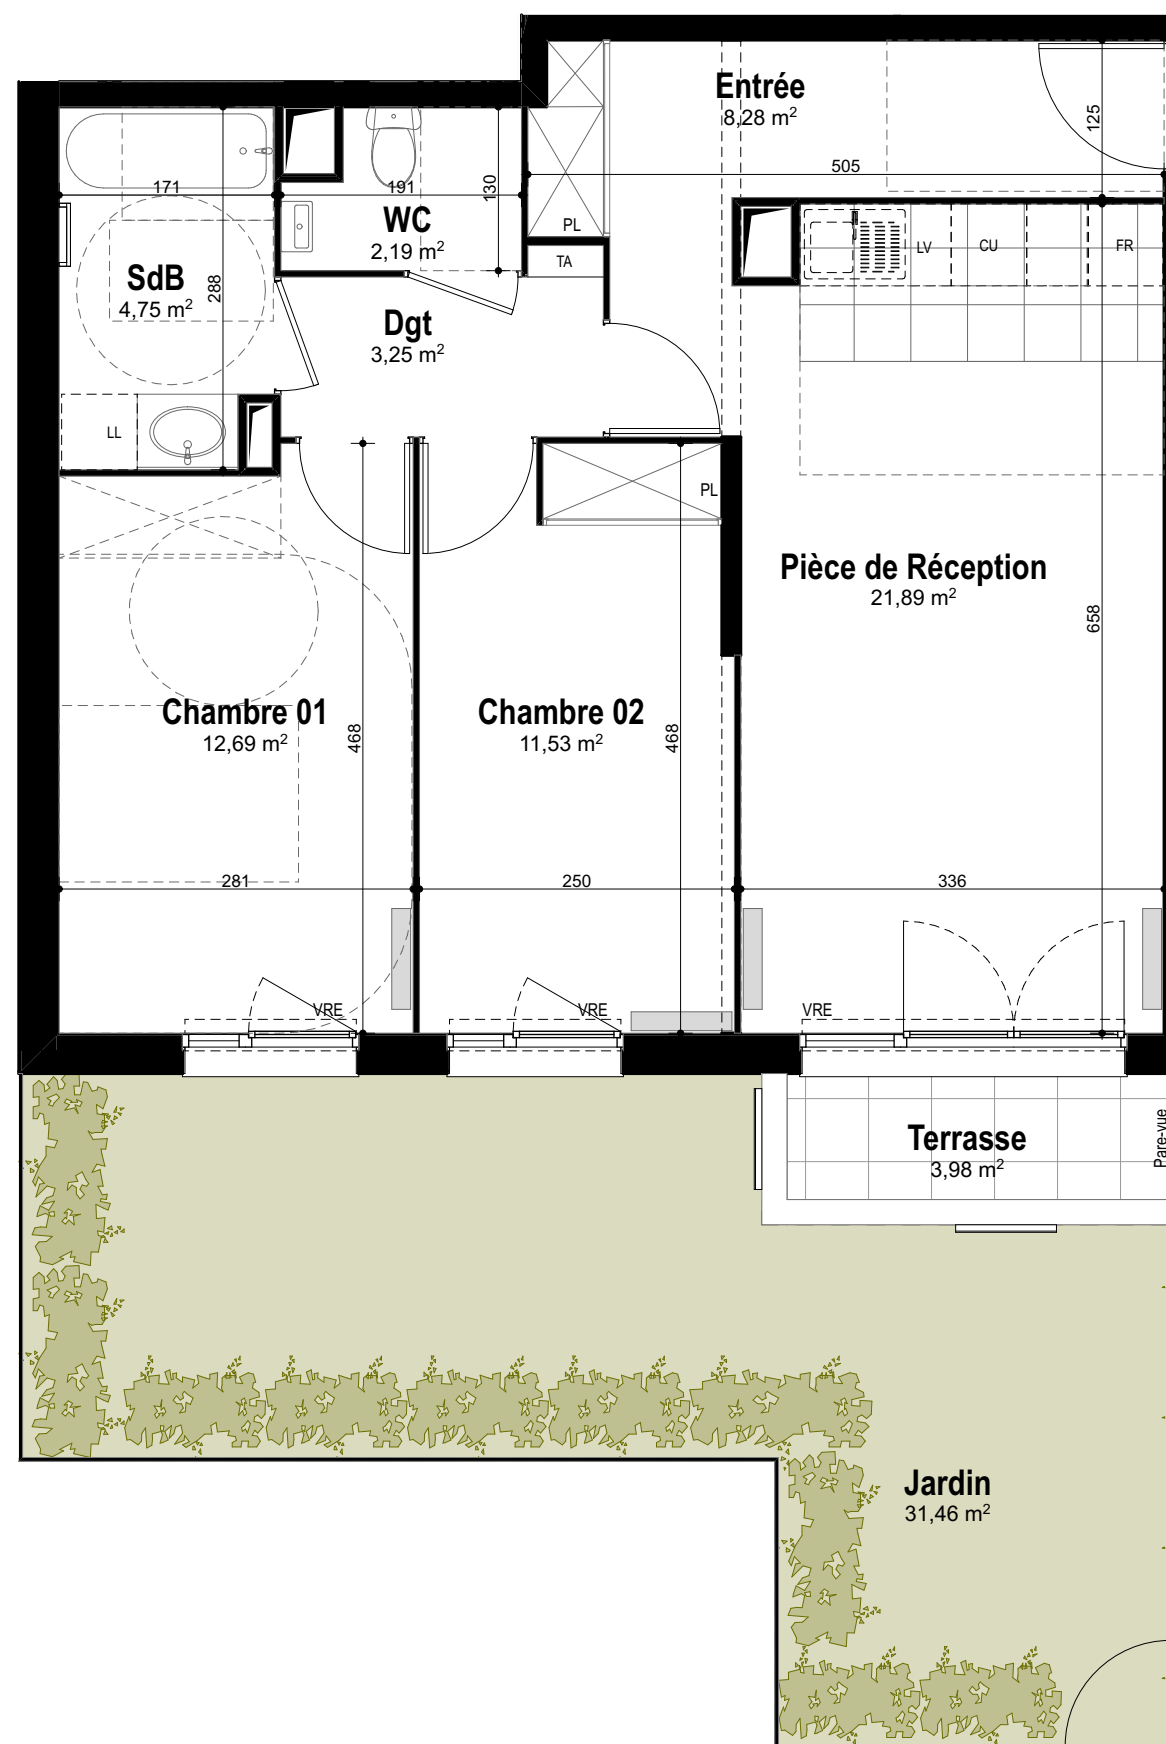 Entrée
8,28 m²
125
505
171
191
130
WC
2,19 m²
PL
TA
LV
CU
FR
SdB
4,75 m²
288
Dgt
3,25 m²
LL
PL
Pièce de Réception
21,89 m²
658
Chambre 01
12,69 m²
468
Chambre 02
11,53 m²
468
281
250
336
VRE
VRE
VRE
Terrasse
3,98 m²
Pare-vue
Jardin
31,46 m²